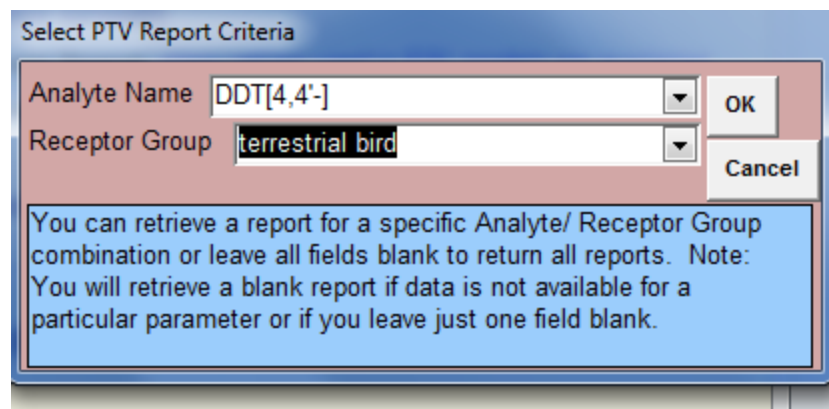 Select PTV Report Criteria
Analyte Name DDT[4,4'-] OK
Receptor Group terrestrial bird
Cancel
You can retrieve a report for a specific Analyte/ Receptor Group
combination or leave all fields blank to return all reports. Note:
You will retrieve a blank report if data is not available for a
particular parameter or if you leave just one field blank.